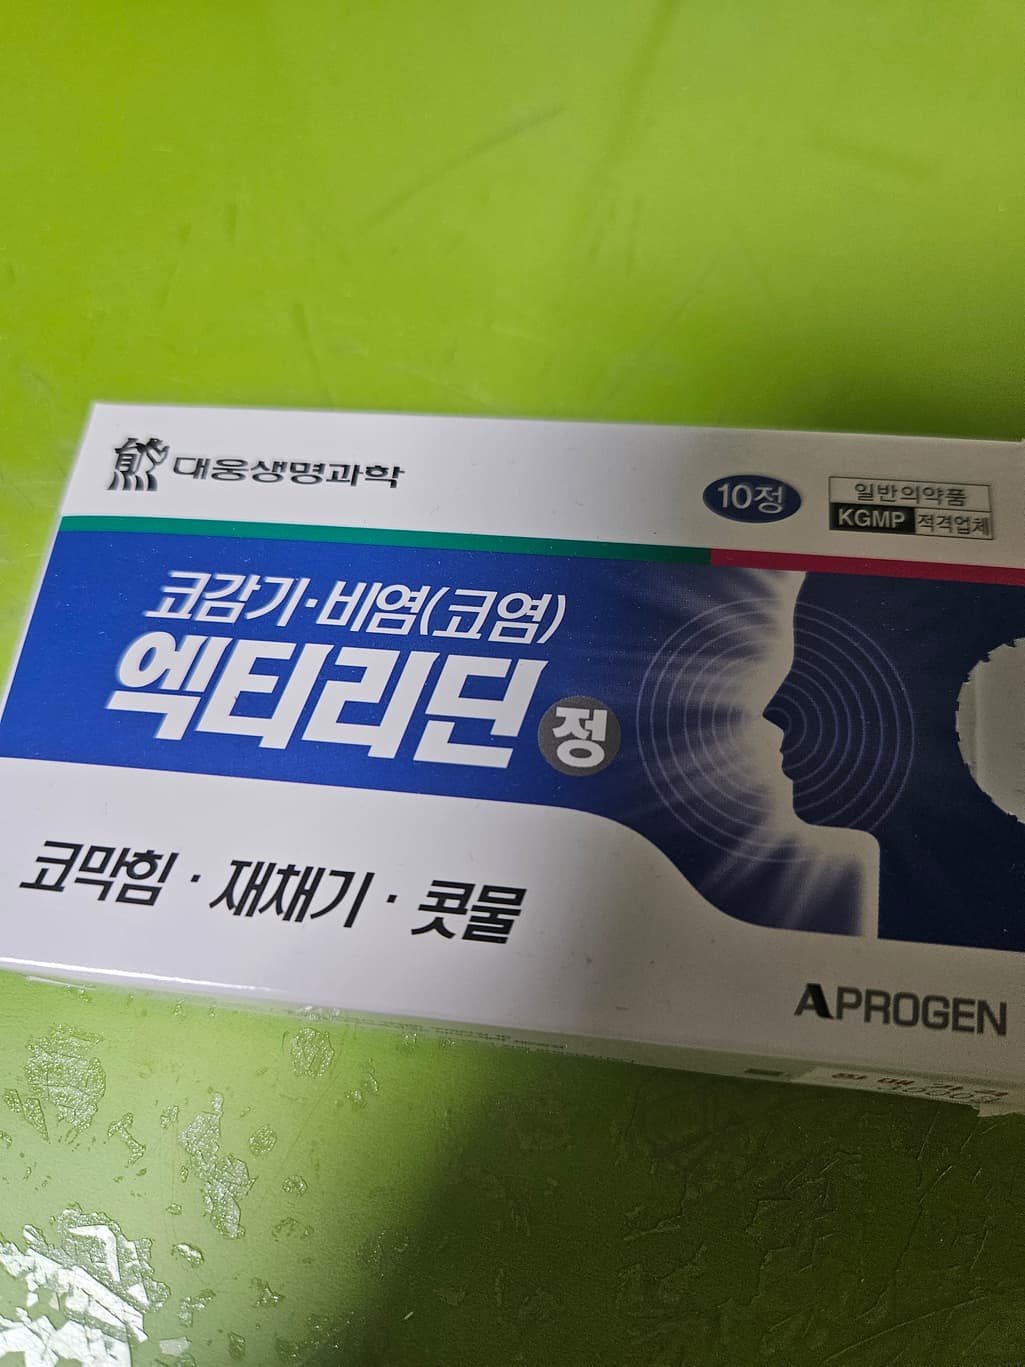 대웅생명과학
10정
일반의약품
KGMP 적격업체
코감기·비염(코염)
엑티리딘 정
코막힘 · 재채기 · 콧물
APROGEN